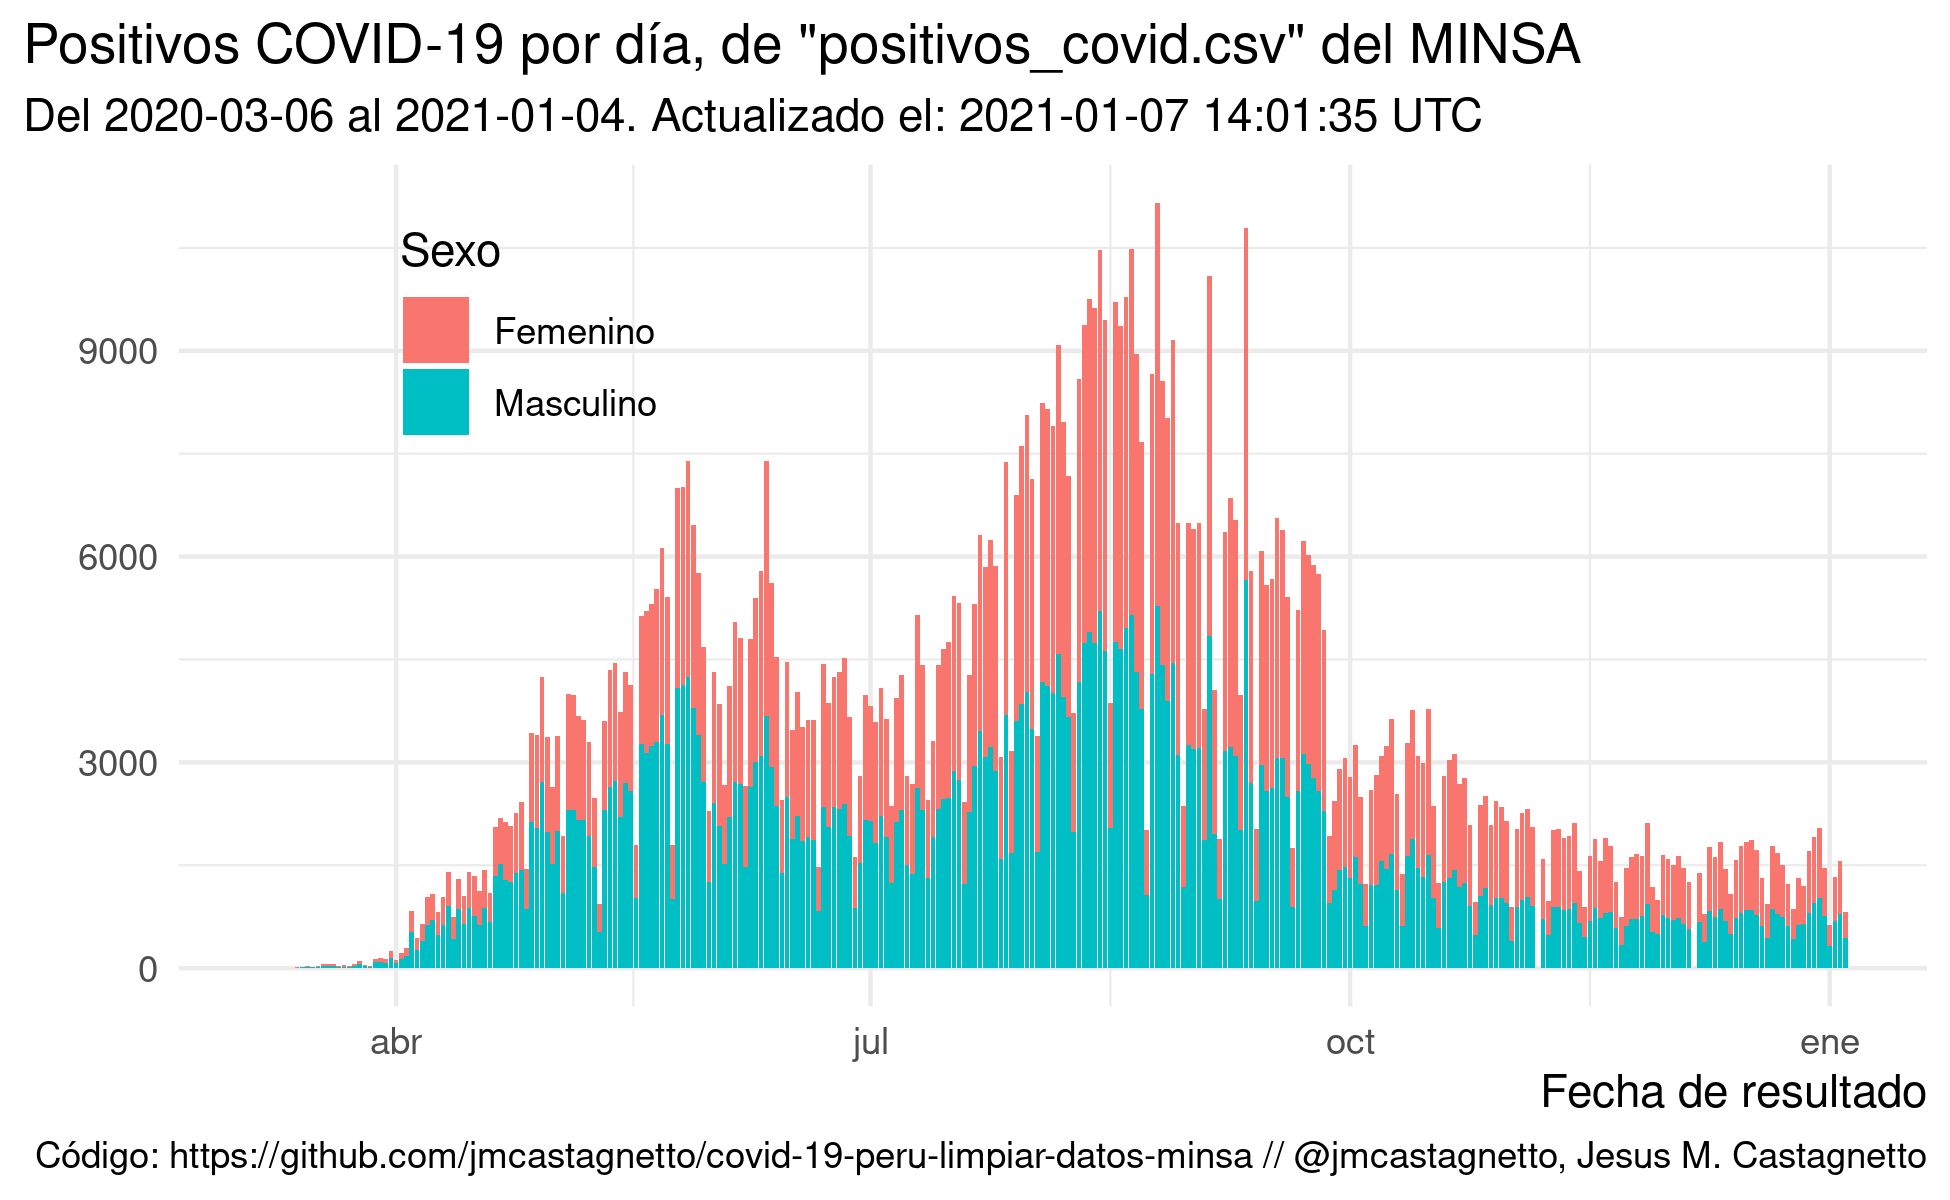 Positivos COVID-19 por día, de "positivos_covid.csv" del MINSA
Del 2020-03-06 al 2021-01-04. Actualizado el: 2021-01-07 14:01:35 UTC
Sexo
Femenino
Masculino
9000
6000
3000
0
abr jul oct ene
Fecha de resultado
Código: https://github.com/jmcastagnetto/covid-19-peru-limpiar-datos-minsa // @jmcastagnetto, Jesus M. Castagnetto